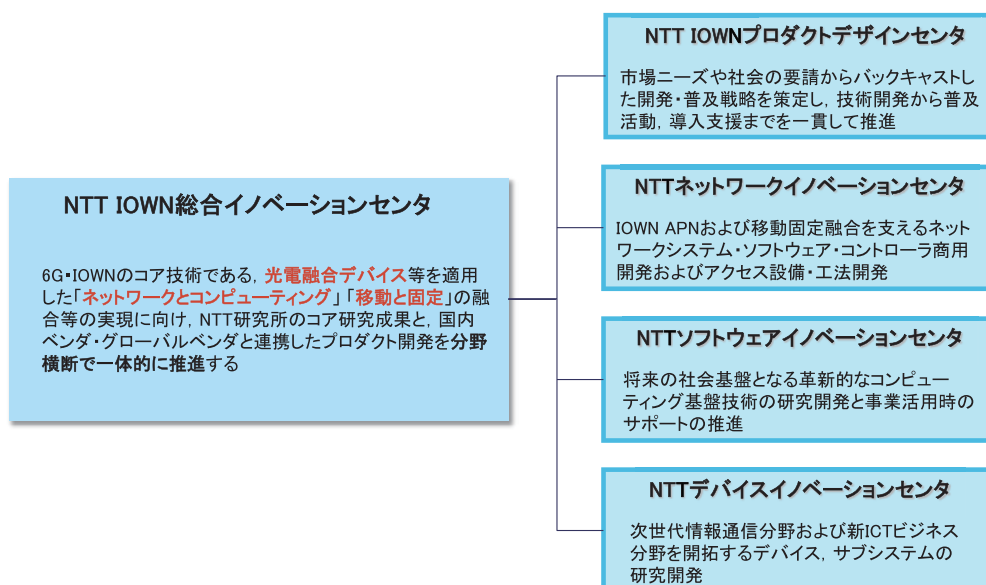 NTT IOWN総合イノベーションセンタ
6G・IOWNのコア技術である，光電融合デバイス等を適用
した「ネットワークとコンピューティング」「移動と固定」の融
合等の実現に向け，NTT研究所のコア研究成果と，国内
ベンダ・グローバルベンダと連携したプロダクト開発を分野
横断で一体的に推進する
NTT IOWNプロダクトデザインセンタ
市場ニーズや社会の要請からバックキャストし
た開発・普及戦略を策定し，技術開発から普及
活動，導入支援までを一貫して推進
NTTネットワークイノベーションセンタ
IOWN APNおよび移動固定融合を支えるネット
ワークシステム・ソフトウェア・コントローラ商用
開発およびアクセス設備・工法開発
NTTソフトウェアイノベーションセンタ
将来の社会基盤となる革新的なコンピュー
ティング基盤技術の研究開発と事業活用時の
サポートの推進
NTTデバイスイノベーションセンタ
次世代情報通信分野および新ICTビジネス
分野を開拓するデバイス，サブシステムの
研究開発